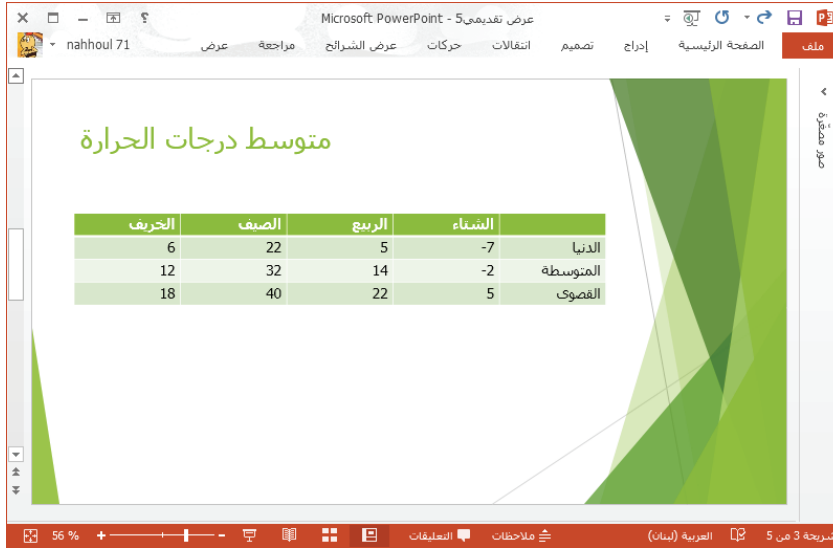 عرض تقديمي5 - Microsoft PowerPoint
ملف الصفحة الرئيسية إدراج تصميم انتقالات حركات عرض الشرائح مراجعة عرض nahhoul 71
صور مصغّرة
متوسط درجات الحرارة
الشتاء الربيع الصيف الخريف
الدنيا -7 5 22 6
المتوسطة -2 14 32 12
القصوى 5 22 40 18
شريحة 3 من 5 العربية (لبنان) ملاحظات التعليقات 56 %